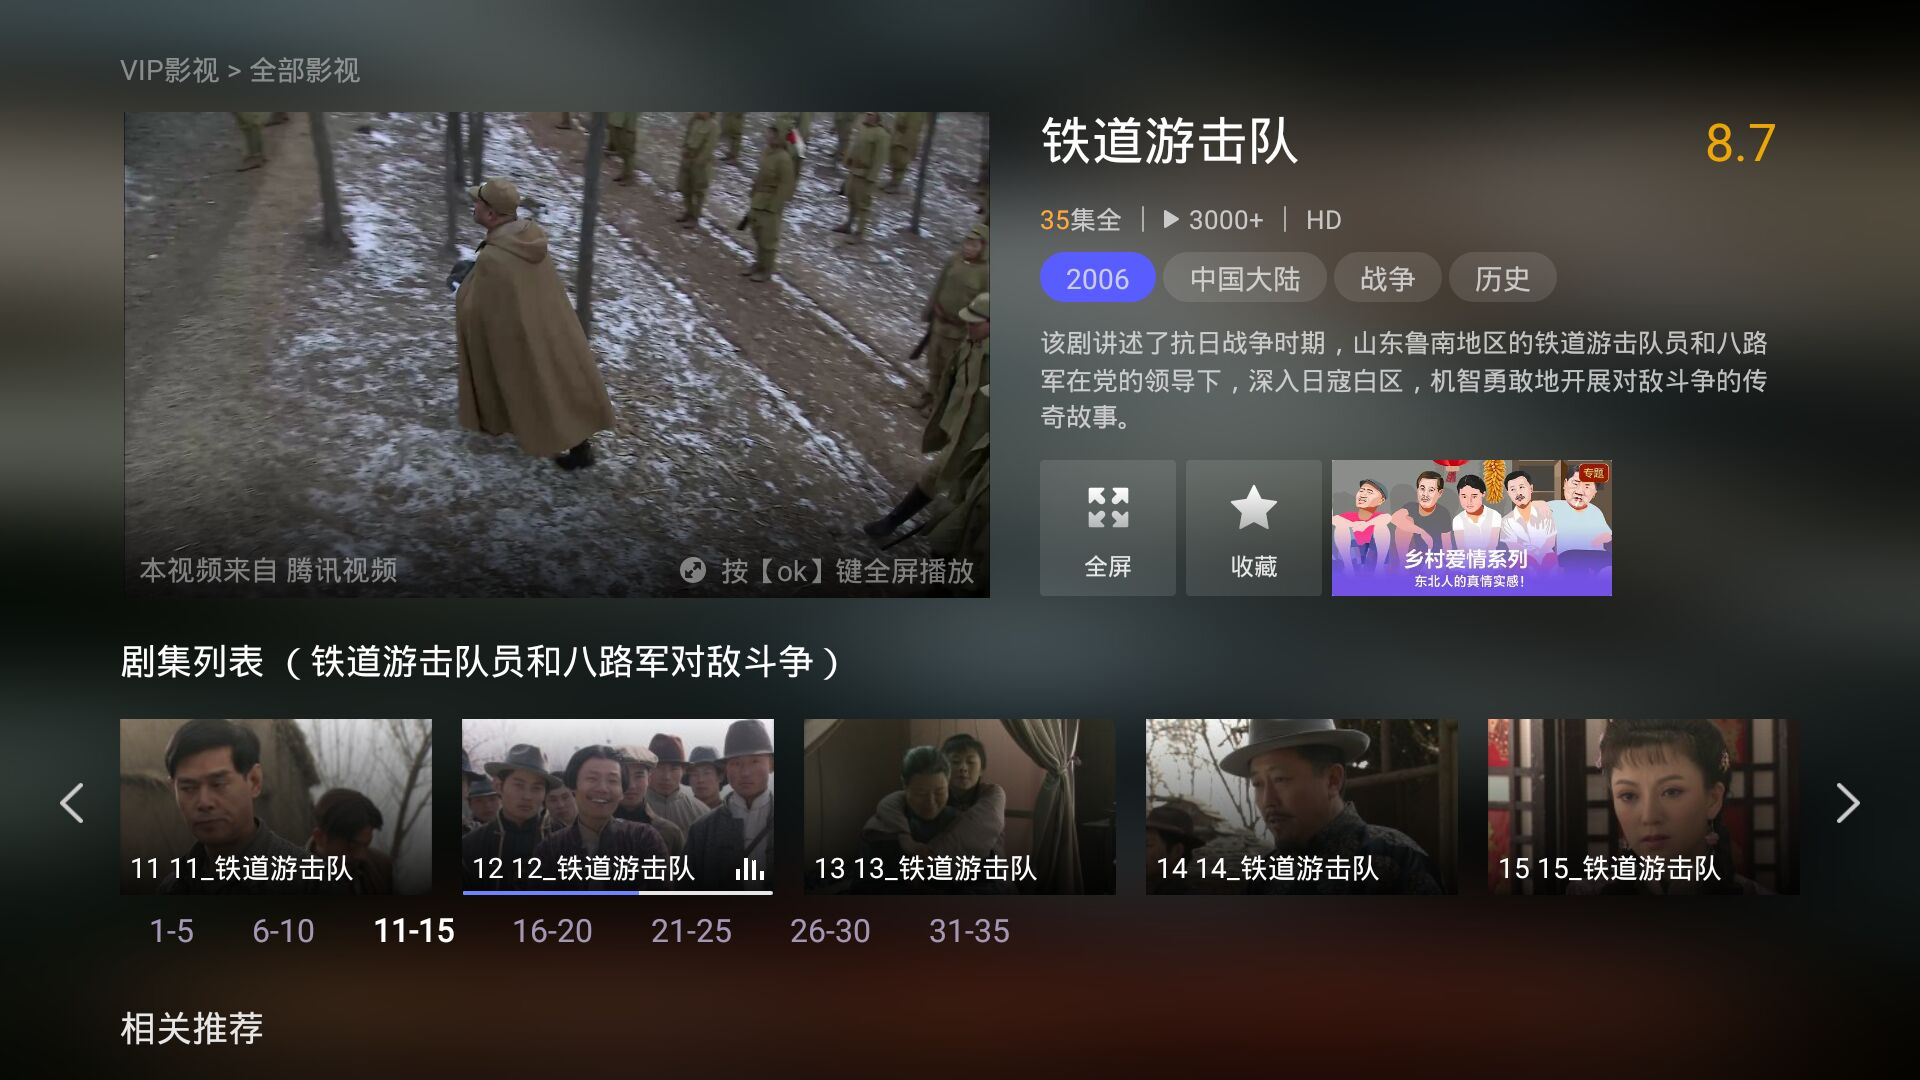 VIP影视 > 全部影视
本视频来自 腾讯视频
按【ok】键全屏播放
铁道游击队
8.7
35集全 | 3000+ | HD
2006 中国大陆 战争 历史
该剧讲述了抗日战争时期，山东鲁南地区的铁道游击队员和八路
军在党的领导下，深入日寇白区，机智勇敢地开展对敌斗争的传
奇故事。
全屏
收藏
专题
乡村爱情系列
东北人的真情实感！
剧集列表 （铁道游击队员和八路军对敌斗争）
11 11_铁道游击队
12 12_铁道游击队
13 13_铁道游击队
14 14_铁道游击队
15 15_铁道游击队
1-5 6-10 11-15 16-20 21-25 26-30 31-35
相关推荐